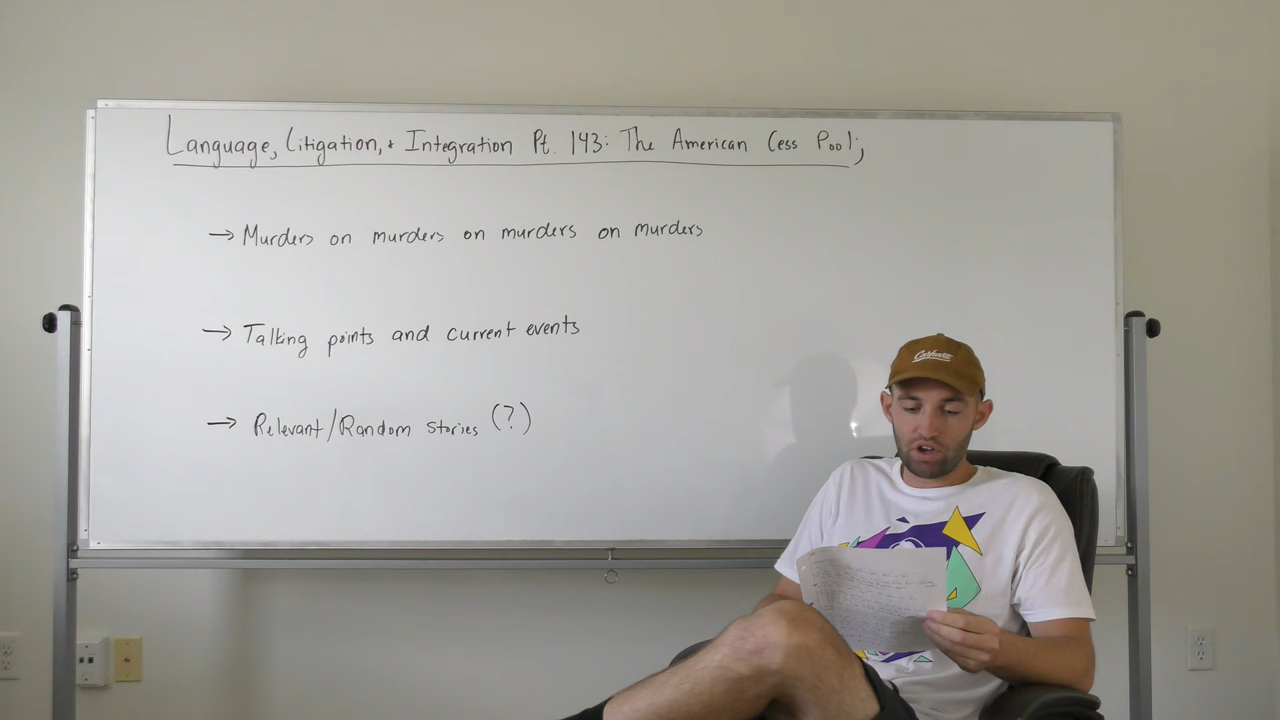 Language, Litigation, + Integration Pt. 143: The American Cess Pool;
→ Murders on murders on murders on murders
→ Talking points and current events
→ Relevant/Random Stories (?)
Carhartt